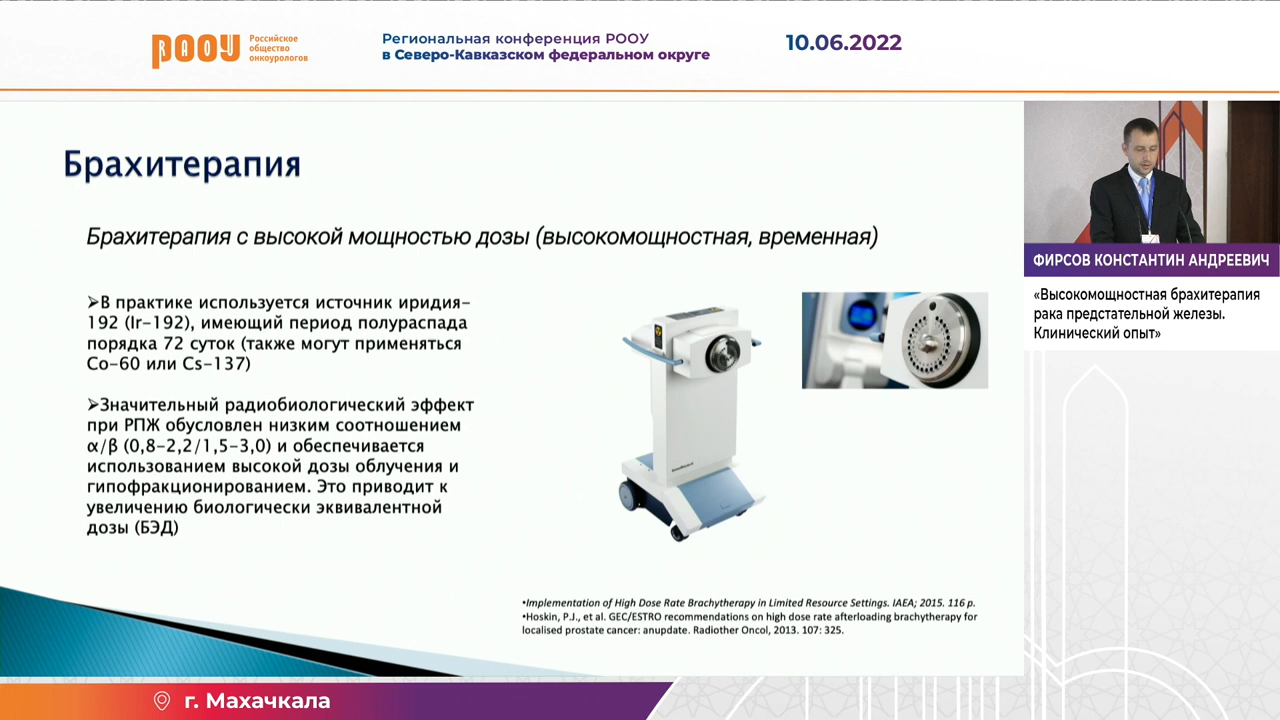 РООУ
RAOU
Российское
общество
онкоурологов
Региональная конференция РООУ
в Северо-Кавказском федеральном округе
10.06.2022
Брахитерапия
Брахитерапия с высокой мощностью дозы (высокомощностная, временная)
➢В практике используется источник иридия-
192 (Ir-192), имеющий период полураспада
порядка 72 суток (также могут применяться
Co-60 или Cs-137)
➢Значительный радиобиологический эффект
при РПЖ обусловлен низким соотношением
α/β (0,8-2,2/1,5-3,0) и обеспечивается
использованием высокой дозы облучения и
гипофракционированием. Это приводит к
увеличению биологически эквивалентной
дозы (БЭД)
•Implementation of High Dose Rate Brachytherapy in Limited Resource Settings. IAEA; 2015. 116 p.
•Hoskin, P.J., et al. GEC/ESTRO recommendations on high dose rate afterloading brachytherapy for
localised prostate cancer: anupdate. Radiother Oncol, 2013. 107: 325.
ФИРСОВ КОНСТАНТИН АНДРЕЕВИЧ
«Высокомощностная брахитерапия
рака предстательной железы.
Клинический опыт»
г. Махачкала